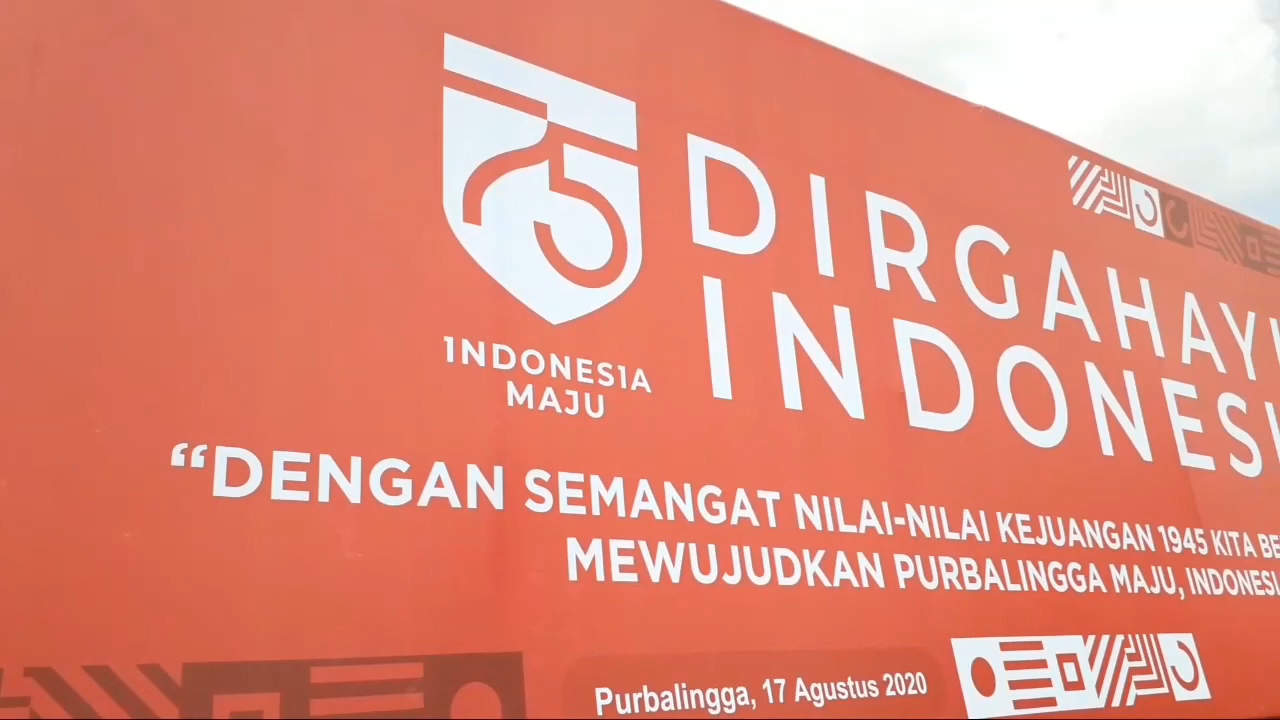 75
INDONESIA
MAJU
DIRGAHAYU
INDONESI
“DENGAN SEMANGAT NILAI-NILAI KEJUANGAN 1945 KITA BE
MEWUJUDKAN PURBALINGGA MAJU, INDONESI
Purbalingga, 17 Agustus 2020